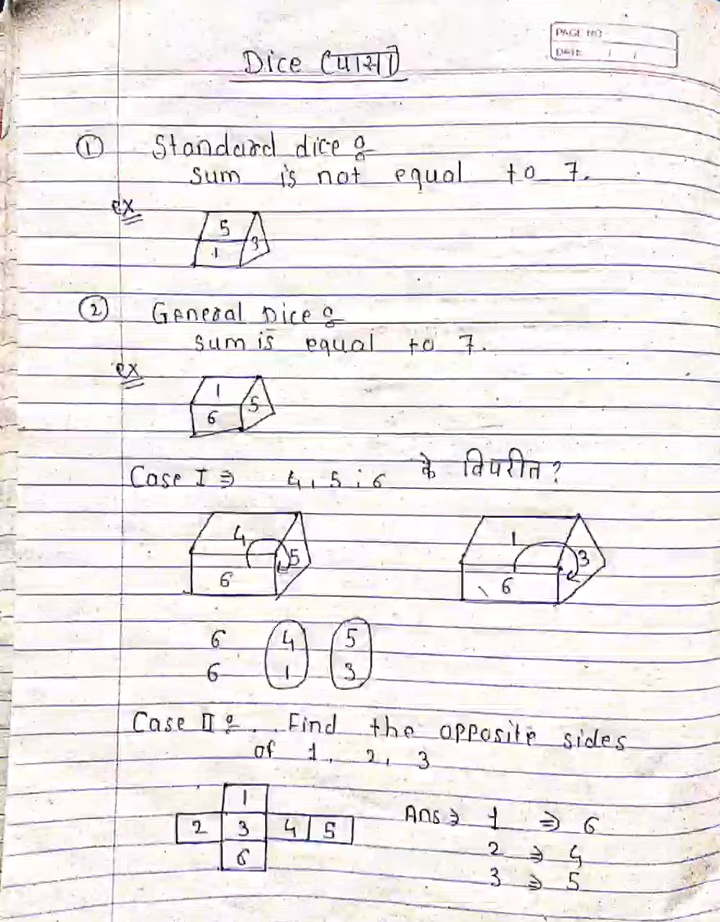 PAGE NO
DATE / /
Dice (पासा)
① Standard dice :
sum is not equal to 7.
ex
5
1 3
② General Dice :
sum is equal to 7.
ex
1
6 5
Case I ⇒ 4, 5, 6 के विपरीत ?
4 5 1 3
6 6
6 4 5
6 1 3
Case II : Find the opposite sides
of 1, 2, 3
1
2 3 4 5
6
Ans ⇒ 1 ⇒ 6
2 ⇒ 4
3 ⇒ 5